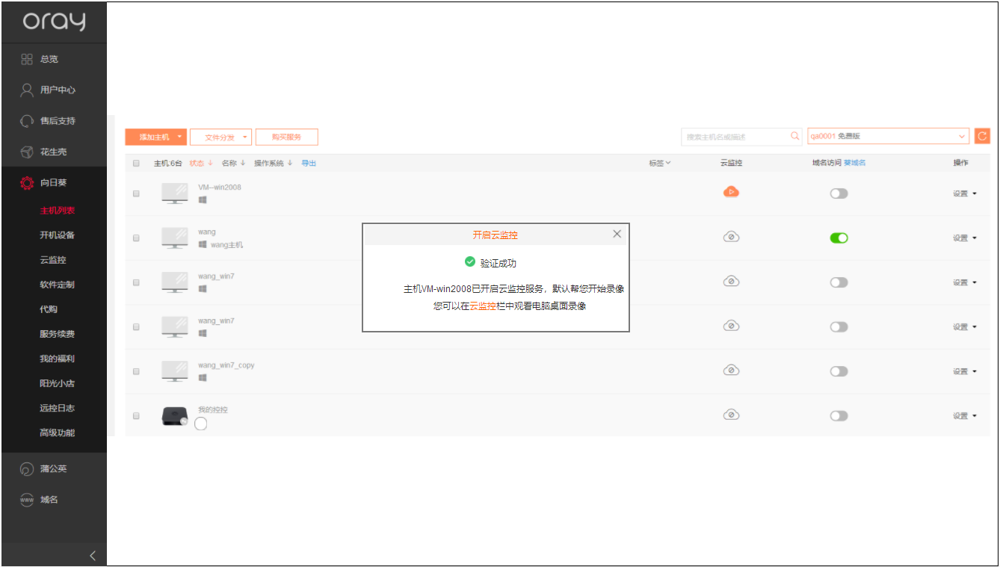 oray
总览
用户中心
售后支持
花生壳
向日葵
主机列表
开机设备
云监控
软件定制
代购
服务续费
我的福利
阳光小店
远控日志
高级功能
蒲公英
www 域名
添加主机 文件分发 购买服务 搜索主机名或描述 qa0001 免费版
主机:6台 状态 ↓ 名称 ↓ 操作系统 ↓ 导出 标签 云监控 域名访问 葵域名 操作
VM--win2008
设置
wang
wang主机
设置
wang_win7
设置
wang_win7
设置
wang_win7_copy
设置
我的控控
设置
开启云监控
验证成功
主机VM-win2008已开启云监控服务，默认帮您开始录像
您可以在云监控栏中观看电脑桌面录像